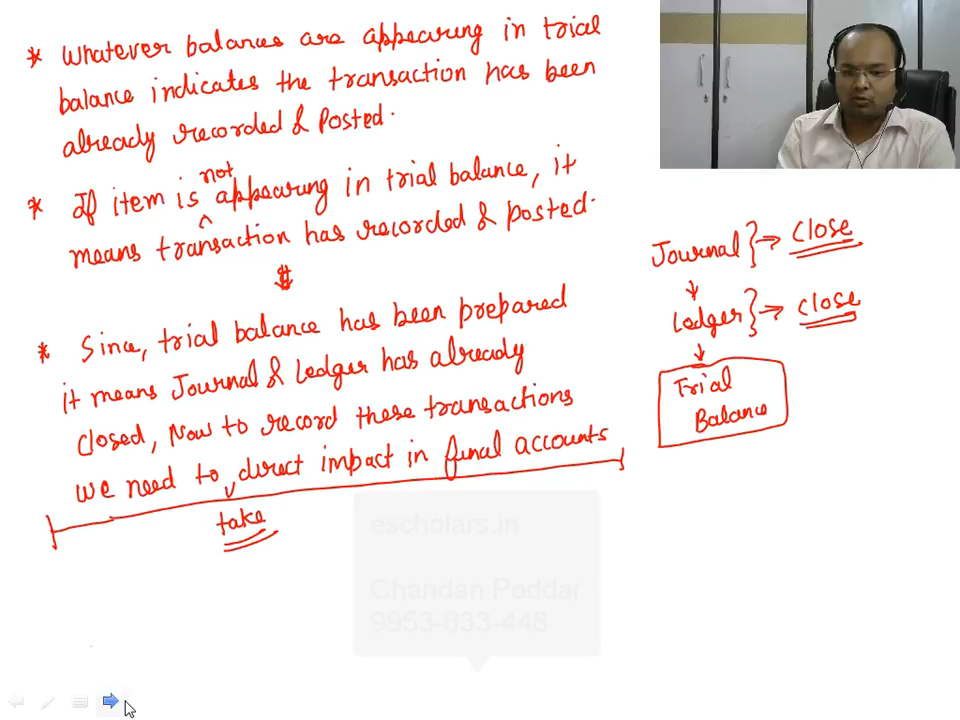 * Whatever balances are appearing in trial
balance indicates the transaction has been
already recorded & Posted.
* If item is not appearing in trial balance, it
means transaction has recorded & posted.
* Since, trial balance has been prepared
it means Journal & Ledger has already
closed, Now to record these transactions
we need to take direct impact in final accounts
Journal } → Close
Ledger } → close
Trial
Balance
escholars.in
Chandan Poddar
9953-633-448